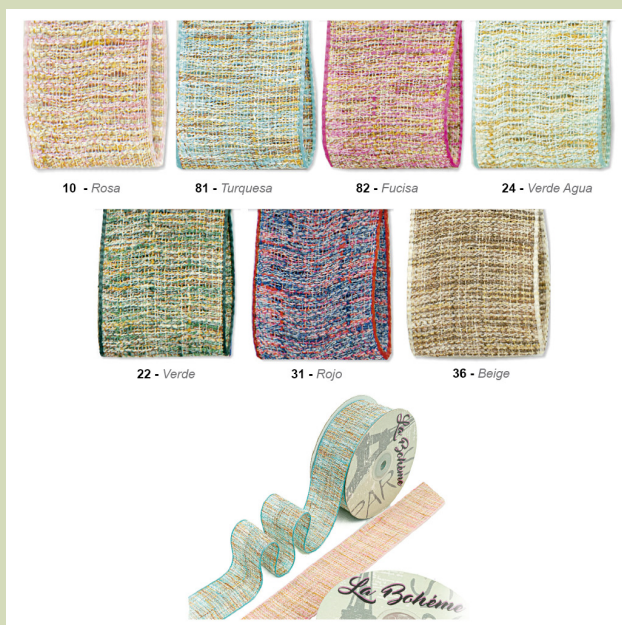 10 - Rosa
81 - Turquesa
82 - Fucisa
24 - Verde Agua
22 - Verde
31 - Rojo
36 - Beige
La Bohème
La Bohème